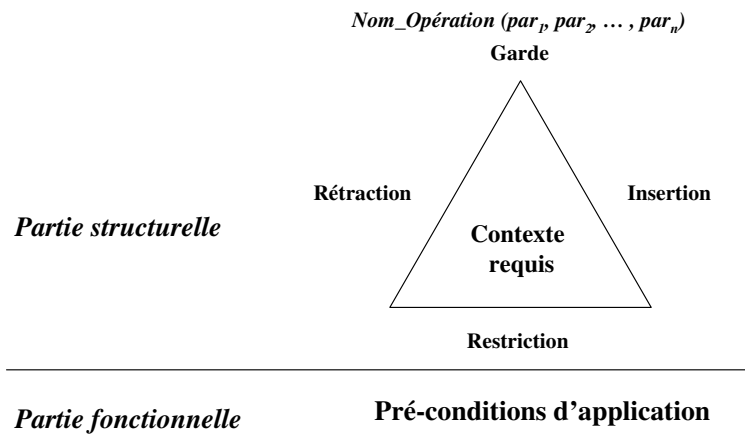 Nom_Opération (par1, par2, … , parn)
Garde
Rétraction
Insertion
Partie structurelle
Contexte
requis
Restriction
Partie fonctionnelle
Pré-conditions d’application